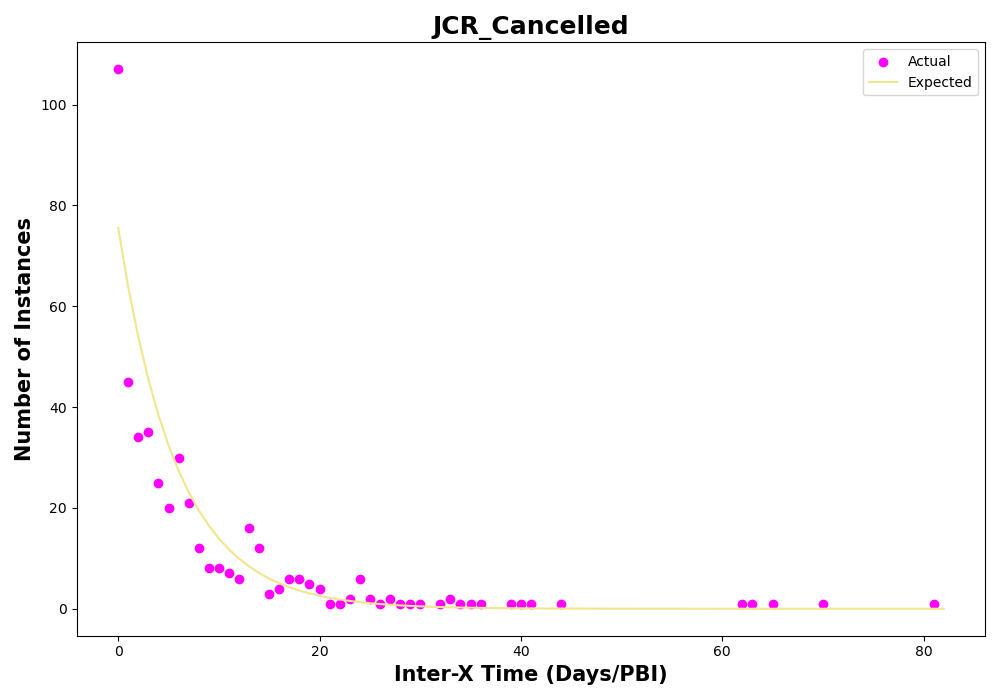 JCR_Cancelled
Actual
Expected
Number of Instances
100
80
60
40
20
0
0 20 40 60 80
Inter-X Time (Days/PBI)